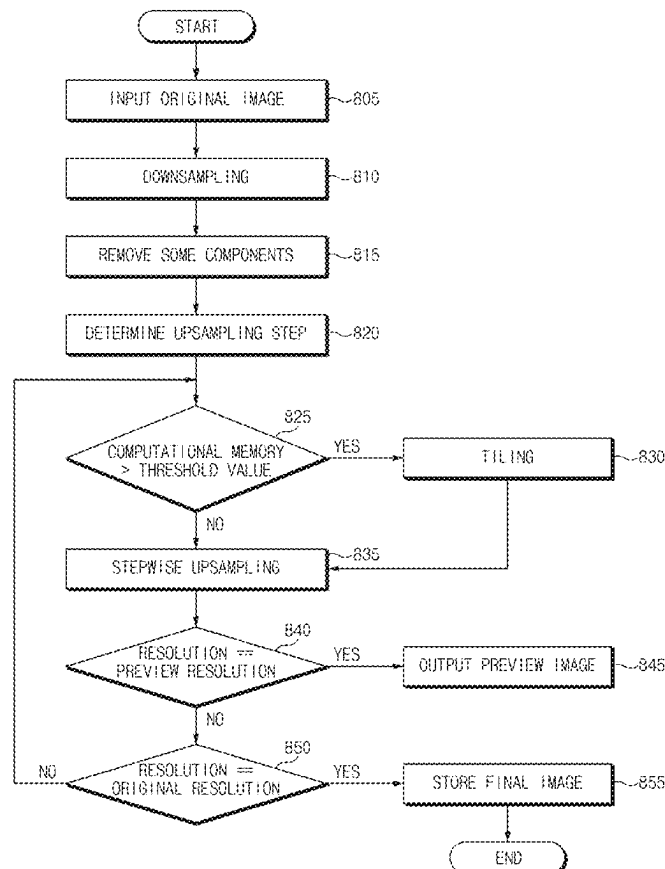 START
INPUT ORIGINAL IMAGE
805
DOWNSAMPLING
810
REMOVE SOME COMPONENTS
815
DETERMINE UPSAMPLING STEP
820
825
COMPUTATIONAL MEMORY
> THRESHOLD VALUE
YES
TILING
830
NO
STEPWISE UPSAMPLING
835
840
RESOLUTION ==
PREVIEW RESOLUTION
YES
OUTPUT PREVIEW IMAGE
845
NO
850
NO
RESOLUTION ==
ORIGINAL RESOLUTION
YES
STORE FINAL IMAGE
855
END